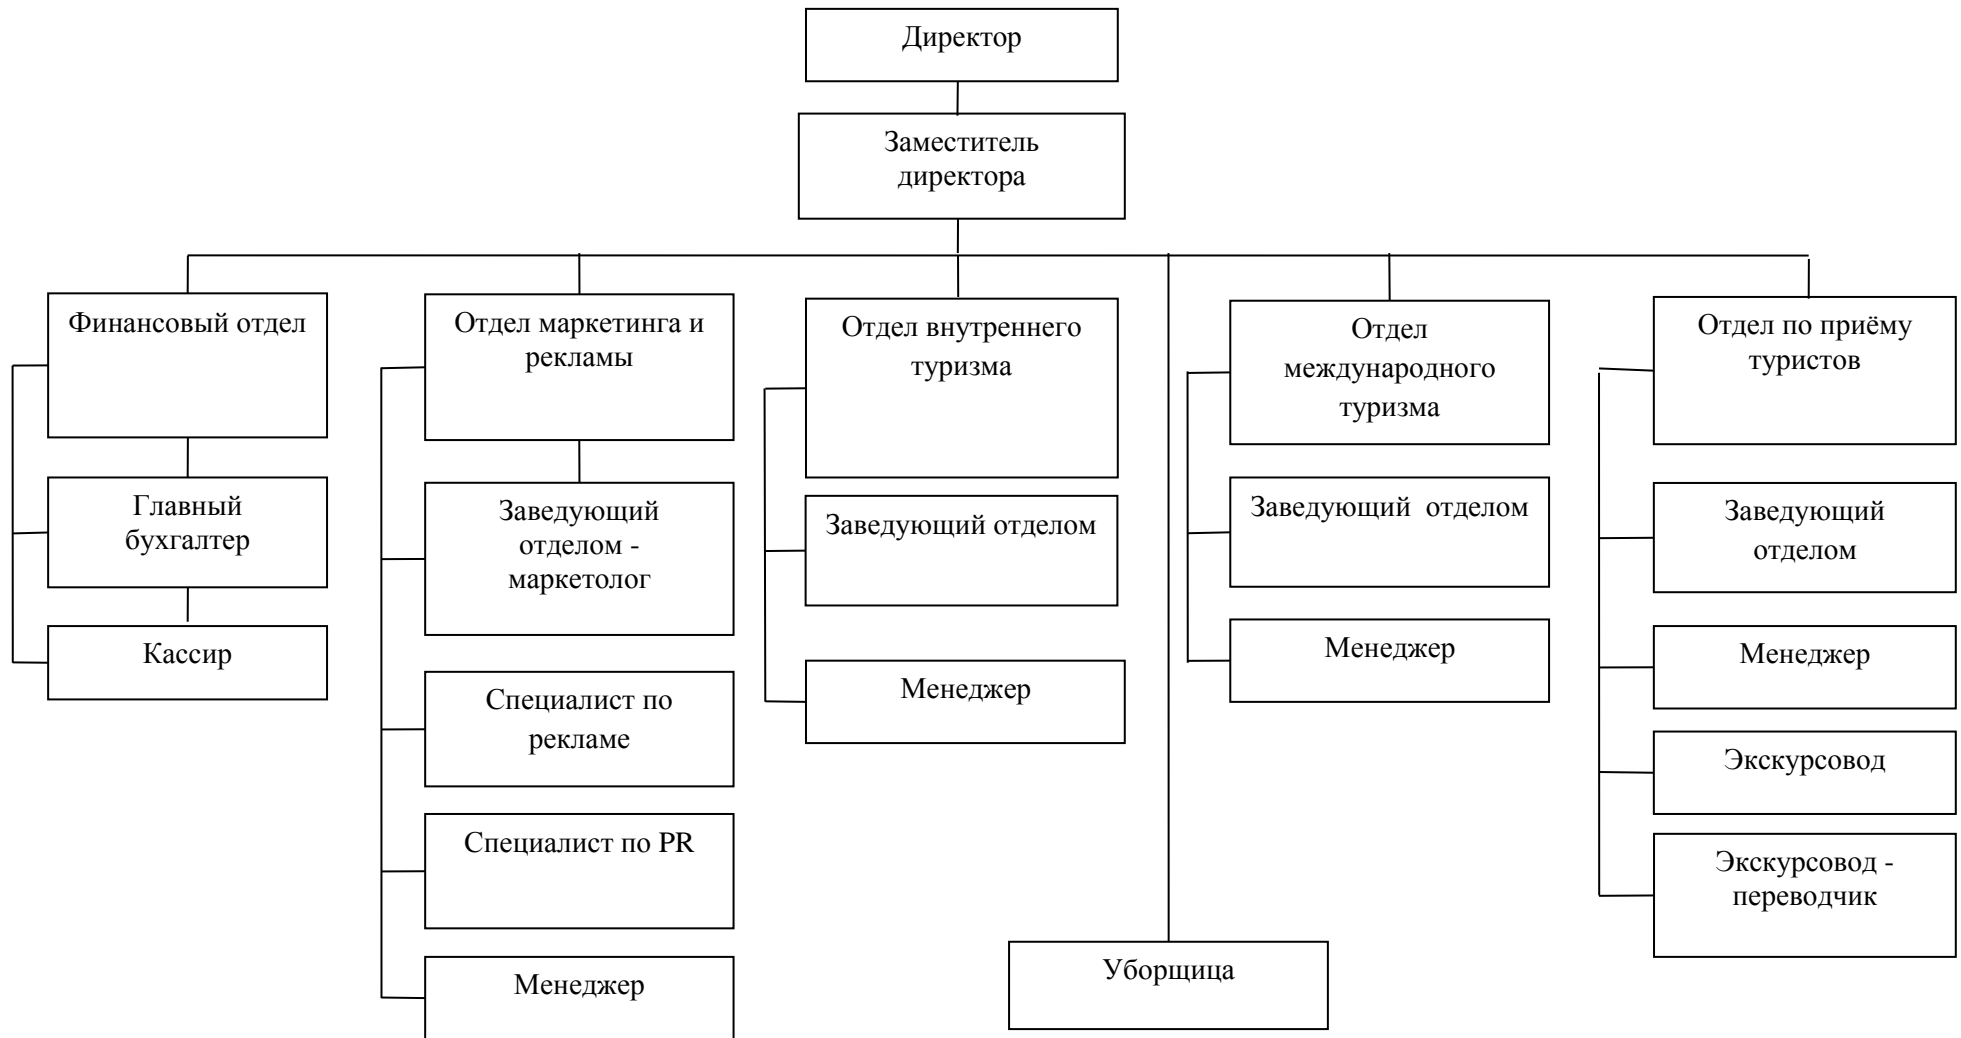 Директор
Заместитель
директора
Финансовый отдел
Главный
бухгалтер
Кассир
Отдел маркетинга и
рекламы
Заведующий
отделом -
маркетолог
Специалист по
рекламе
Специалист по PR
Менеджер
Отдел внутреннего
туризма
Заведующий отделом
Менеджер
Уборщица
Отдел
международного
туризма
Заведующий  отделом
Менеджер
Отдел по приёму
туристов
Заведующий
отделом
Менеджер
Экскурсовод
Экскурсовод -
переводчик